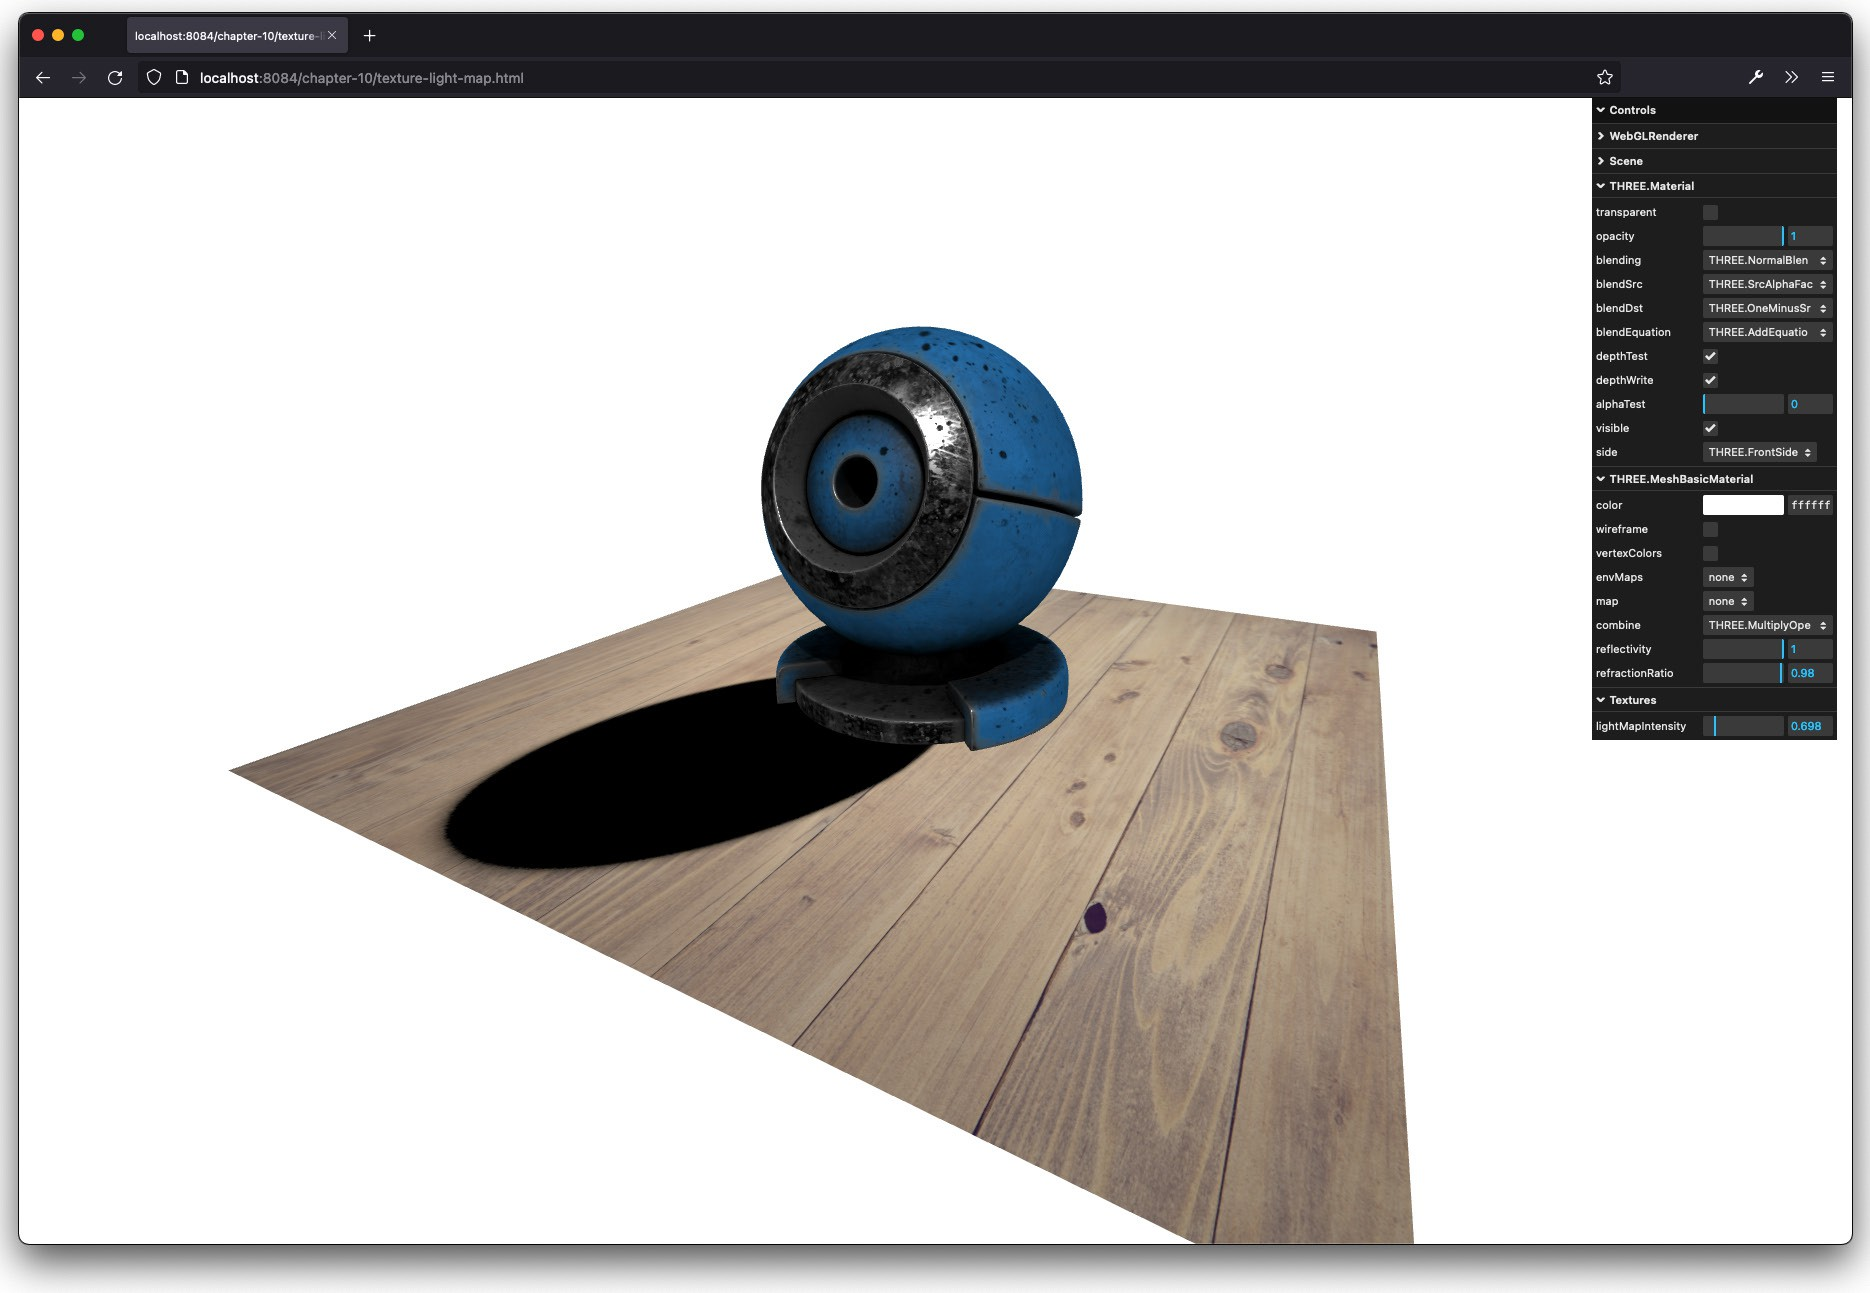 localhost:8084/chapter-10/texture-li
localhost:8084/chapter-10/texture-light-map.html
Controls
WebGLRenderer
Scene
THREE.Material
transparent
opacity 1
blending THREE.NormalBlen
blendSrc THREE.SrcAlphaFac
blendDst THREE.OneMinusSr
blendEquation THREE.AddEquatio
depthTest
depthWrite
alphaTest 0
visible
side THREE.FrontSide
THREE.MeshBasicMaterial
color ffffff
wireframe
vertexColors
envMaps none
map none
combine THREE.MultiplyOpe
reflectivity 1
refractionRatio 0.98
Textures
lightMapIntensity 0.698